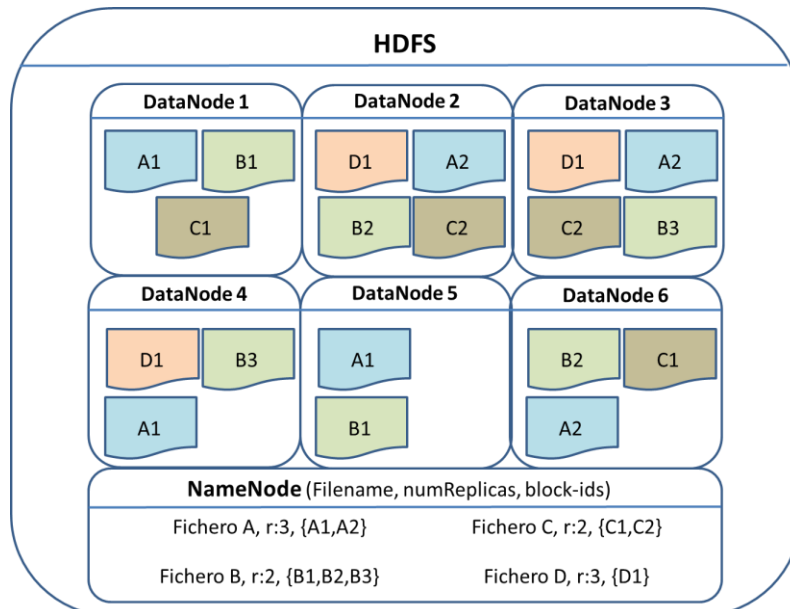 HDFS
DataNode 1
DataNode 2
DataNode 3
A1
B1
D1
A2
D1
A2
C1
B2
C2
C2
B3
DataNode 4
DataNode 5
DataNode 6
D1
B3
A1
B2
C1
A1
B1
A2
NameNode (Filename, numReplicas, block-ids)
Fichero A, r:3, {A1,A2}
Fichero C, r:2, {C1,C2}
Fichero B, r:2, {B1,B2,B3}
Fichero D, r:3, {D1}